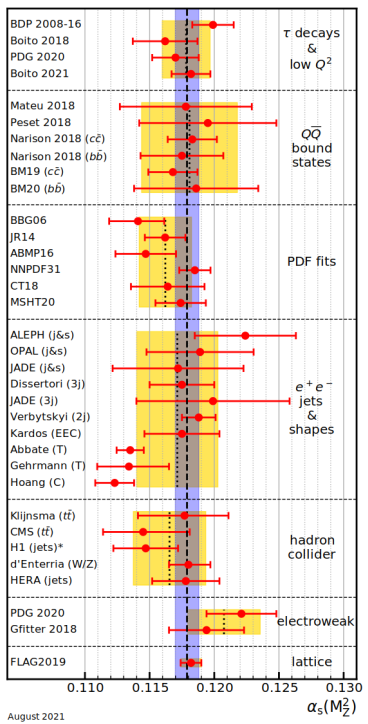 BDP 2008-16
Boito 2018
PDG 2020
Boito 2021
τ decays
&
low Q²
Mateu 2018
Peset 2018
Narison 2018 (cc̄)
Narison 2018 (bb̄)
BM19 (cc̄)
BM20 (bb̄)
QQ̅
bound
states
BBG06
JR14
ABMP16
NNPDF31
CT18
MSHT20
PDF fits
ALEPH (j&s)
OPAL (j&s)
JADE (j&s)
Dissertori (3j)
JADE (3j)
Verbytskyi (2j)
Kardos (EEC)
Abbate (T)
Gehrmann (T)
Hoang (C)
e⁺e⁻
jets
&
shapes
Klijnsma (tt̄)
CMS (tt̄)
H1 (jets)*
d'Enterria (W/Z)
HERA (jets)
hadron
collider
PDG 2020
Gfitter 2018
electroweak
FLAG2019
lattice
0.110 0.115 0.120 0.125 0.130
αₛ(M²_Z)
August 2021